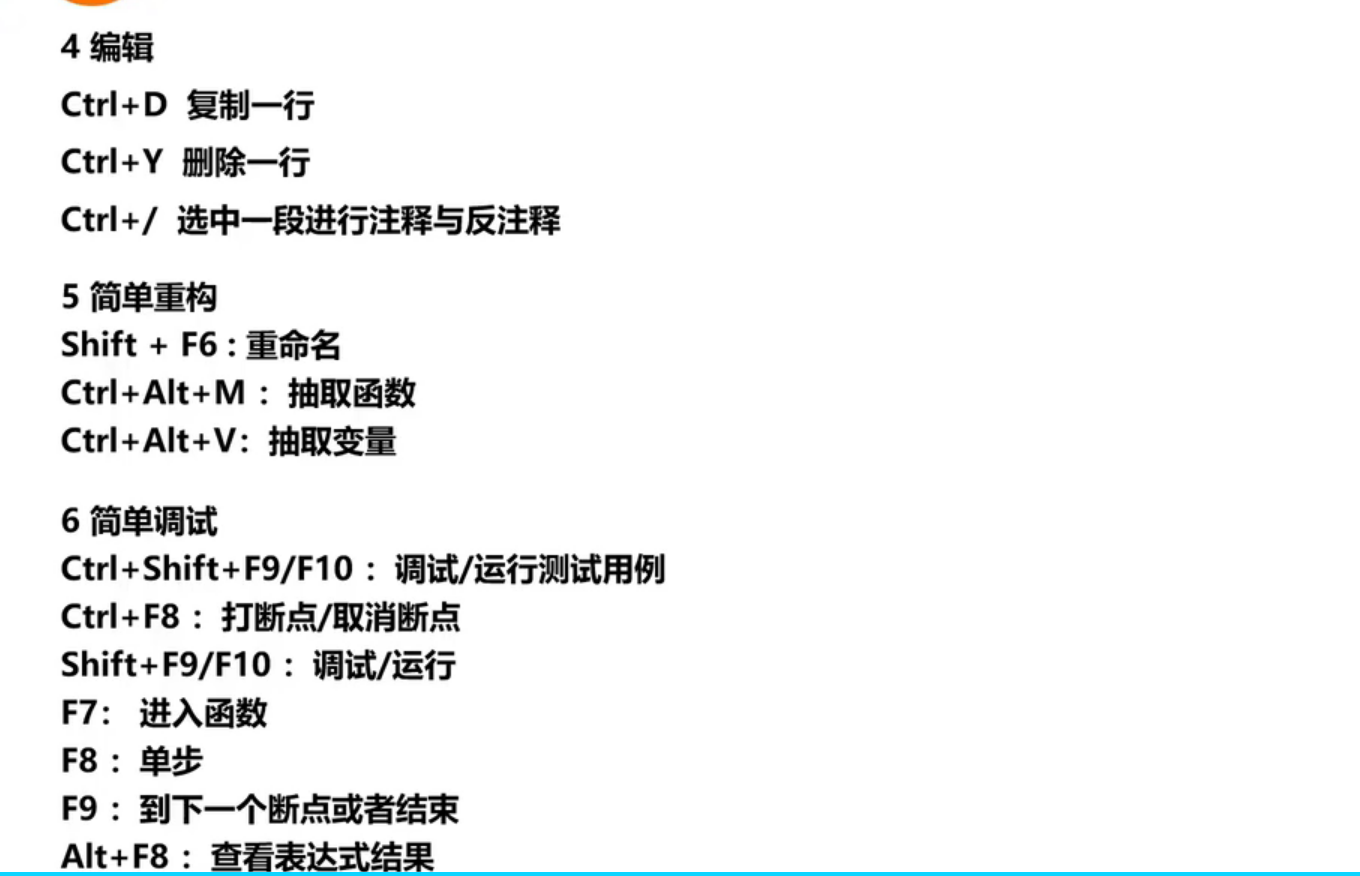 4 编辑
Ctrl+D 复制一行
Ctrl+Y 删除一行
Ctrl+/ 选中一段进行注释与反注释
5 简单重构
Shift + F6 : 重命名
Ctrl+Alt+M ：抽取函数
Ctrl+Alt+V：抽取变量
6 简单调试
Ctrl+Shift+F9/F10 ：调试/运行测试用例
Ctrl+F8 ：打断点/取消断点
Shift+F9/F10 ：调试/运行
F7： 进入函数
F8 ：单步
F9 ：到下一个断点或者结束
Alt+F8 ：查看表达式结果